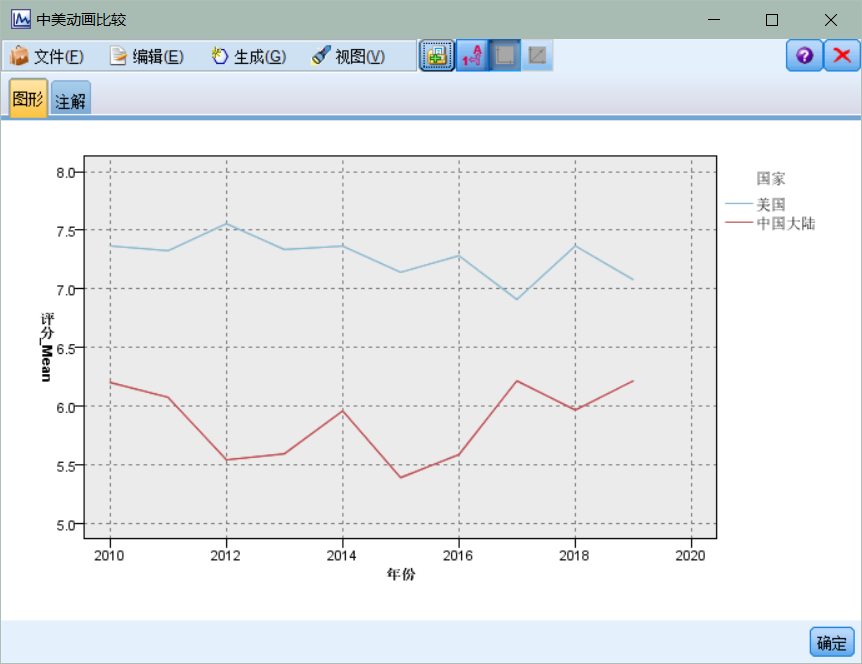 中美动画比较
文件(F) 编辑(E) 生成(G) 视图(V)
图形 注解
国家
美国
中国大陆
评分_Mean
8.0
7.5
7.0
6.5
6.0
5.5
5.0
2010 2012 2014 2016 2018 2020
年份
确定